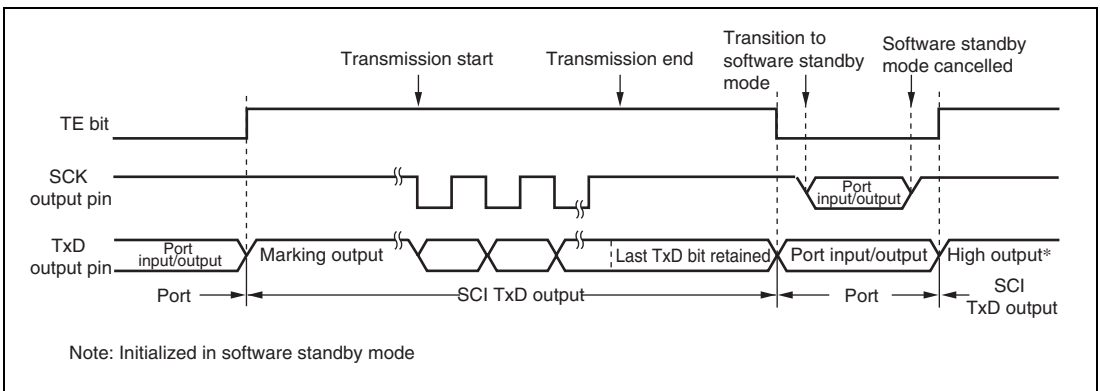 Transmission start
Transmission end
Transition to
software standby
mode
Software standby
mode cancelled
TE bit
SCK
output pin
Port
input/output
TxD
output pin
Port
input/output
Marking output
Last TxD bit retained
Port input/output
High output*
Port
SCI TxD output
Port
SCI
TxD output
Note: Initialized in software standby mode